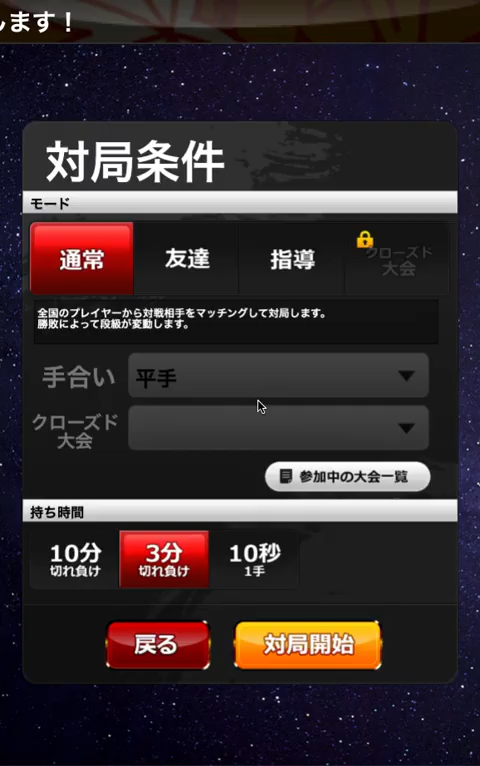 します！
対局条件
モード
通常
友達
指導
クローズド
大会
全国のプレイヤーから対戦相手をマッチングして対局します。
勝敗によって段級が変動します。
手合い
平手
クローズド
大会
参加中の大会一覧
持ち時間
10分
切れ負け
3分
切れ負け
10秒
1手
戻る
対局開始